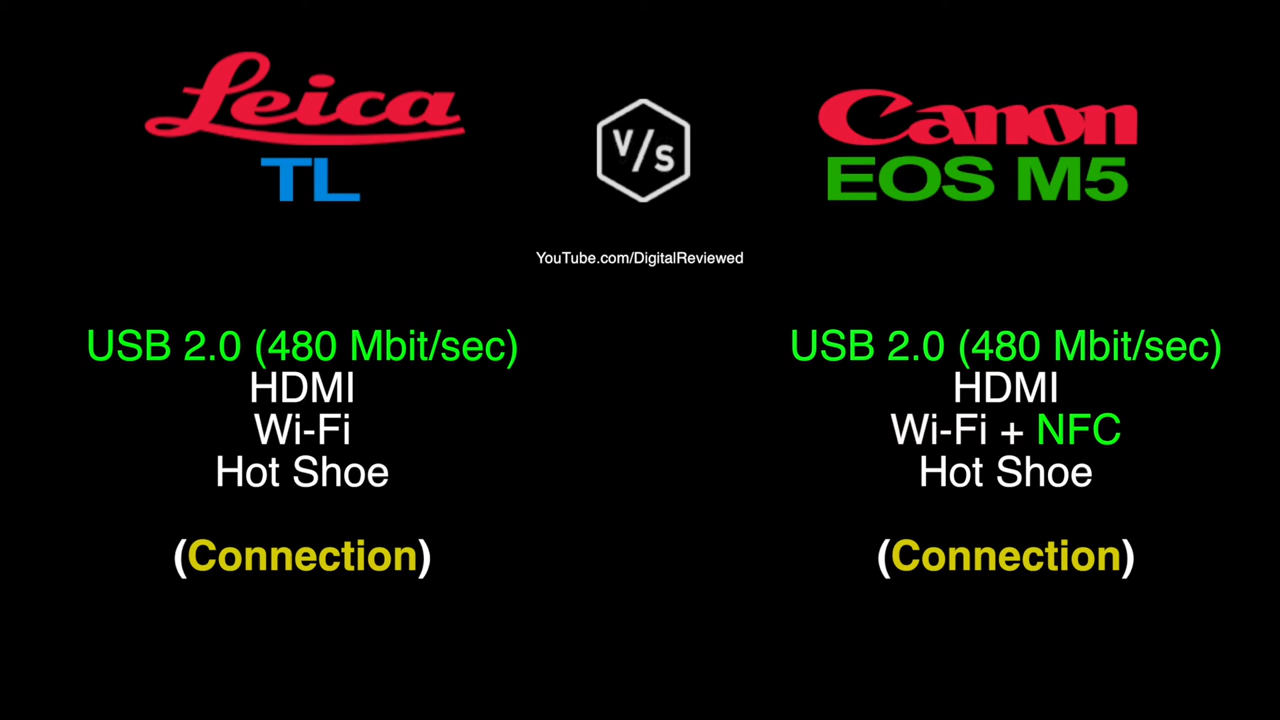 Leica
TL
V/S
Canon
EOS M5
YouTube.com/DigitalReviewed
USB 2.0 (480 Mbit/sec)
HDMI
Wi-Fi
Hot Shoe
(Connection)
USB 2.0 (480 Mbit/sec)
HDMI
Wi-Fi + NFC
Hot Shoe
(Connection)